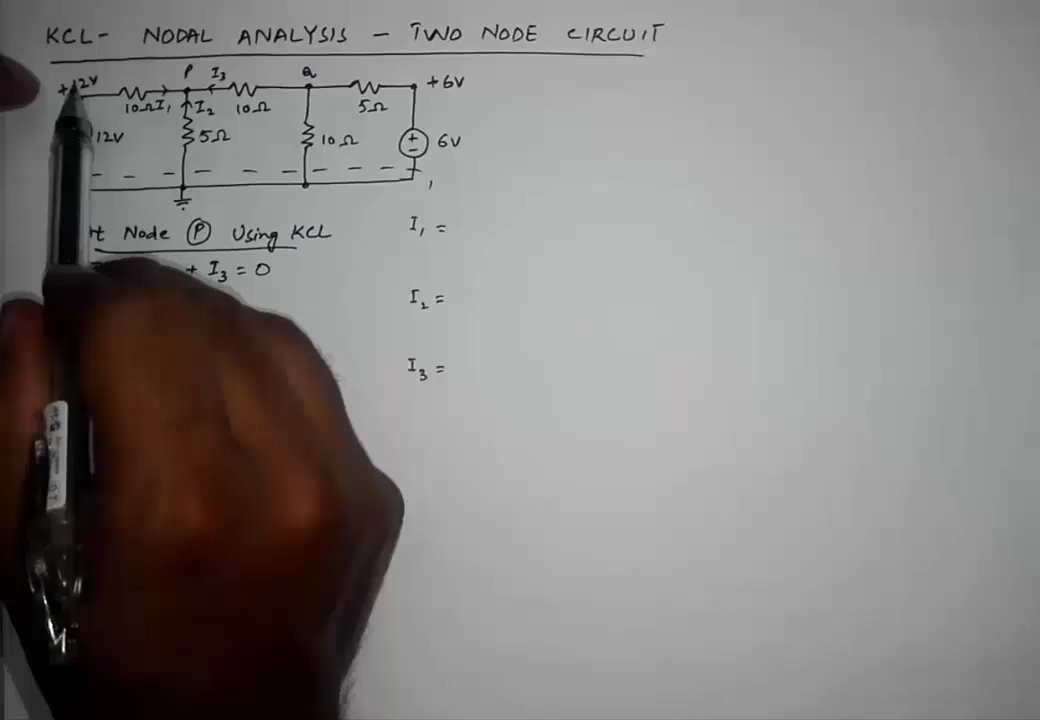 KCL- NODAL ANALYSIS - TWO NODE CIRCUIT
+12V P I₃ Q +6V
10Ω I₁ I₂ 10Ω 5Ω
12V 5Ω 10Ω + - 6V
Node P Using KCL
+ I₃ = 0
I₁ =
I₂ =
I₃ =